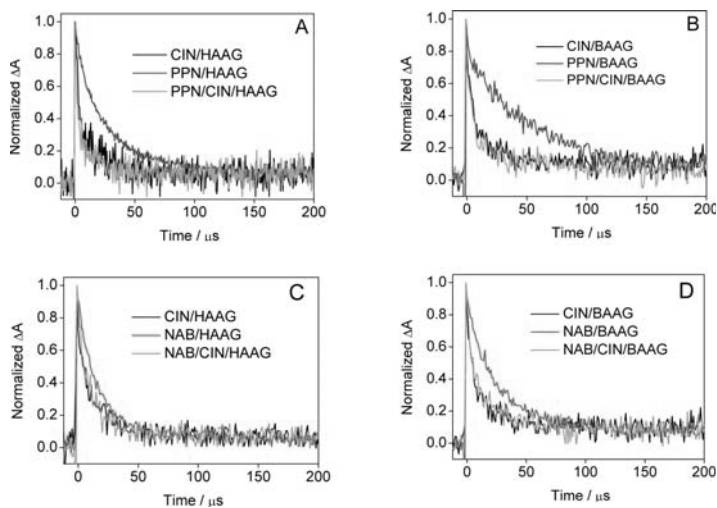 A
CIN/HAAG
PPN/HAAG
PPN/CIN/HAAG
Normalized ΔA
1.0
0.8
0.6
0.4
0.2
0.0
0 50 100 150 200
Time / μs
B
CIN/BAAG
PPN/BAAG
PPN/CIN/BAAG
Normalized ΔA
1.0
0.8
0.6
0.4
0.2
0.0
0 50 100 150 200
Time / μs
C
CIN/HAAG
NAB/HAAG
NAB/CIN/HAAG
Normalized ΔA
1.0
0.8
0.6
0.4
0.2
0.0
0 50 100 150 200
Time / μs
D
CIN/BAAG
NAB/BAAG
NAB/CIN/BAAG
Normalized ΔA
1.0
0.8
0.6
0.4
0.2
0.0
0 50 100 150 200
Time / μs